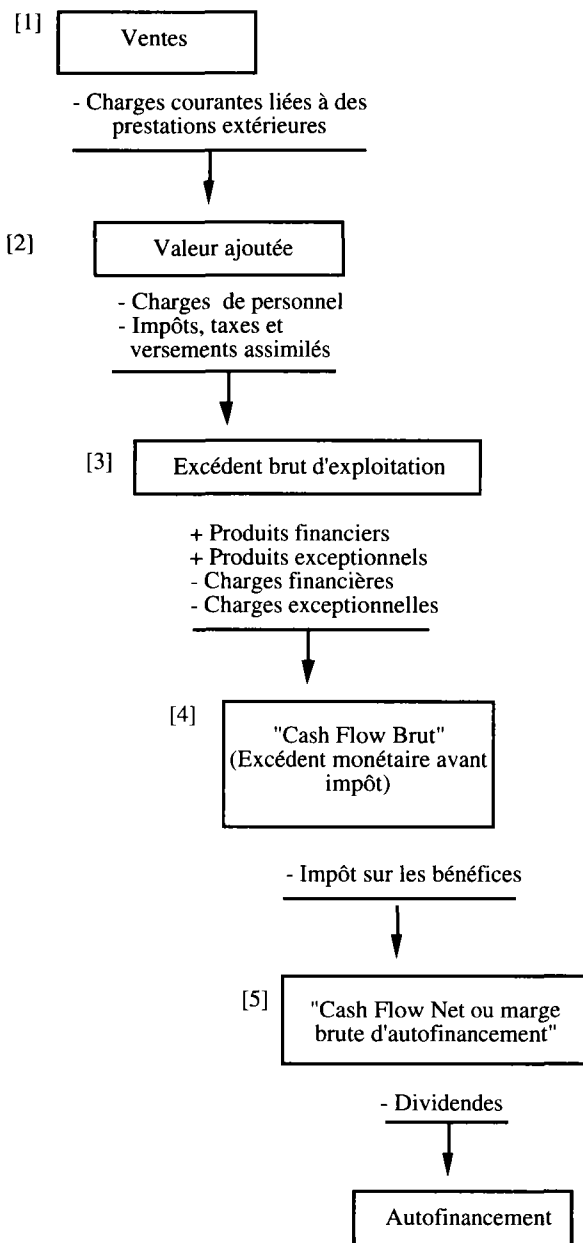 [1]
Ventes
- Charges courantes liées à des
prestations extérieures
[2]
Valeur ajoutée
- Charges de personnel
- Impôts, taxes et
versements assimilés
[3]
Excédent brut d'exploitation
+ Produits financiers
+ Produits exceptionnels
- Charges financières
- Charges exceptionnelles
[4]
"Cash Flow Brut"
(Excédent monétaire avant
impôt)
- Impôt sur les bénéfices
[5]
"Cash Flow Net ou marge
brute d'autofinancement"
- Dividendes
Autofinancement